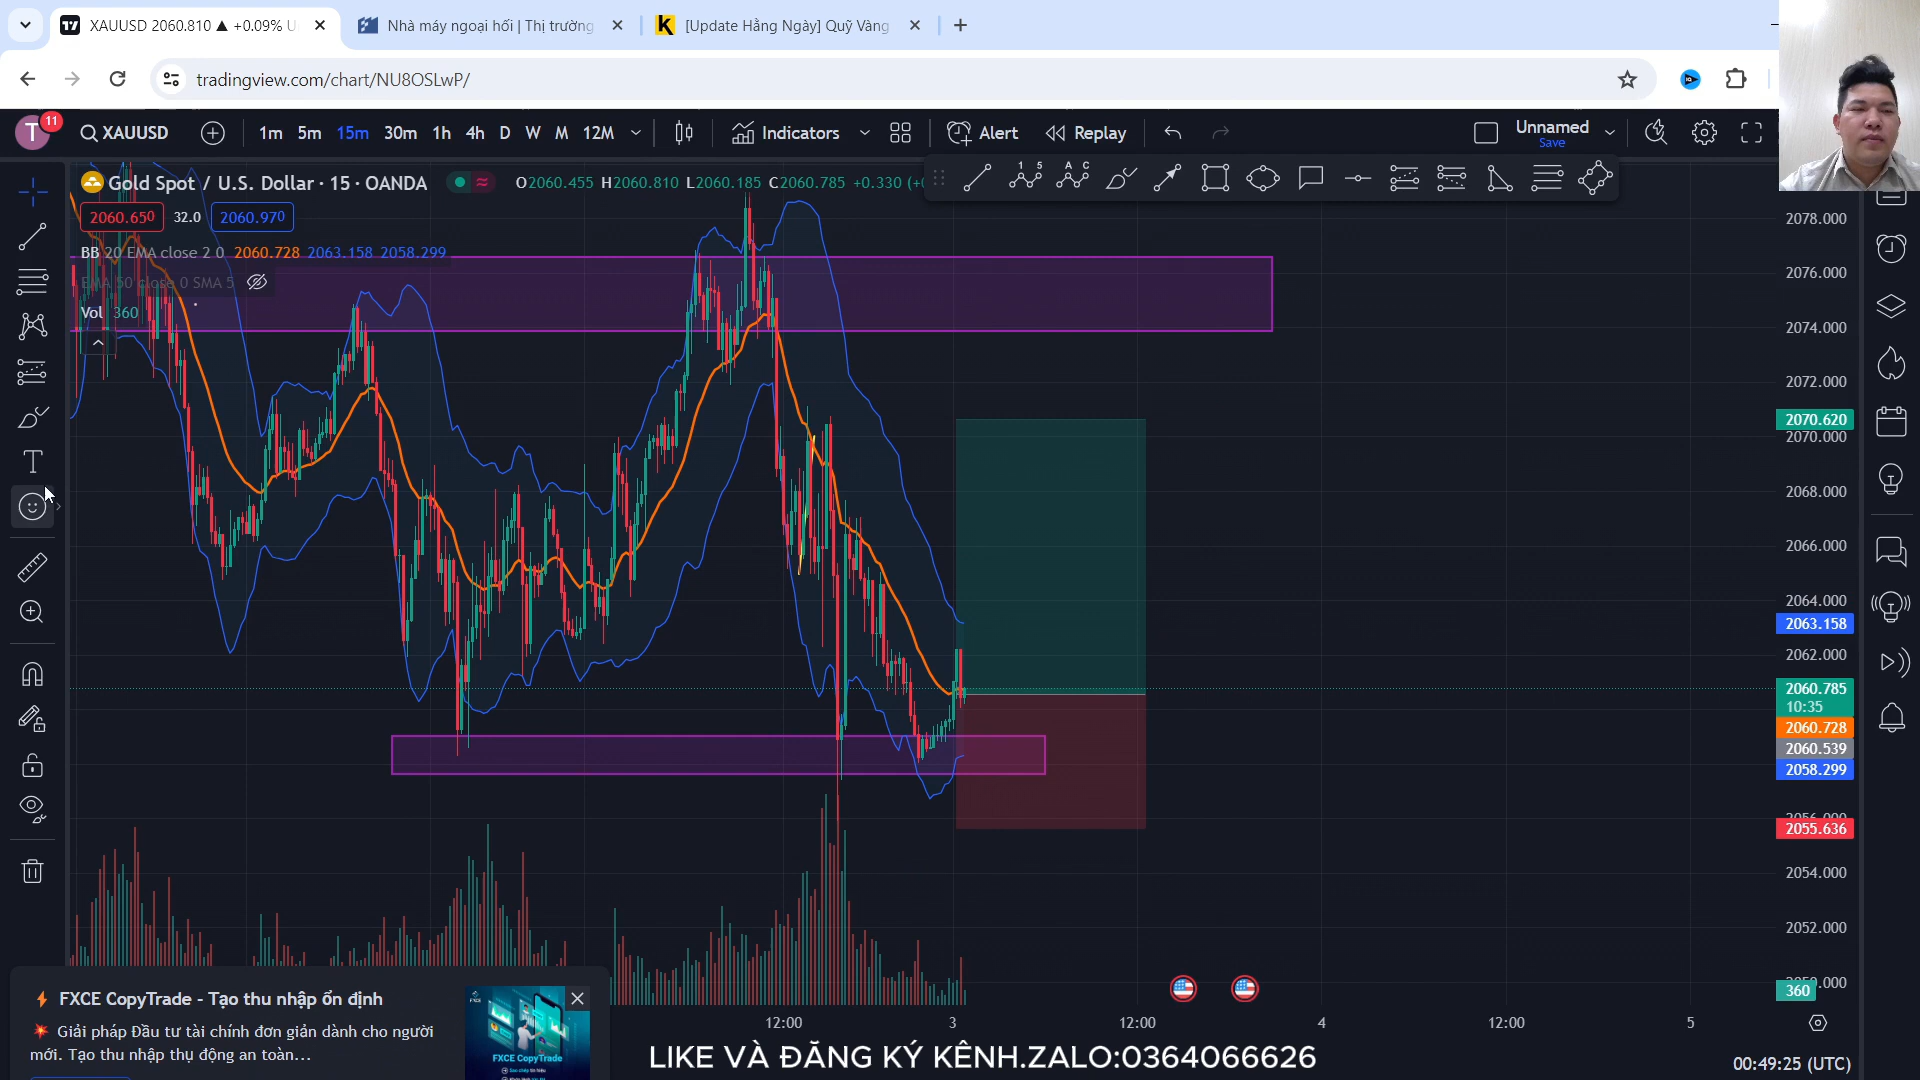 XAUUSD 2060.810 ▲ +0.09% U
Nhà máy ngoại hối | Thị trường
[Update Hằng Ngày] Quỹ Vàng
tradingview.com/chart/NU8OSLwP/
T
11
XAUUSD
1m 5m 15m 30m 1h 4h D W M 12M
Indicators
Alert
Replay
Unnamed
Save
Gold Spot / U.S. Dollar · 15 · OANDA
O2060.455 H2060.810 L2060.185 C2060.785 +0.330 (+0
2060.650 32.0 2060.970
BB 20 EMA close 2 0 2060.728 2063.158 2058.299
EMA 50 close 0 SMA 5
Vol 360
2078.000
2076.000
2074.000
2072.000
2070.620
2070.000
2068.000
2066.000
2064.000
2063.158
2062.000
2060.785
10:35
2060.728
2060.539
2058.299
2055.636
2054.000
2052.000
360
12:00 3 12:00 4 12:00 5
FXCE CopyTrade - Tạo thu nhập ổn định
Giải pháp Đầu tư tài chính đơn giản dành cho người
mới. Tạo thu nhập thụ động an toàn...
FXCE CopyTrade
LIKE VÀ ĐĂNG KÝ KÊNH.ZALO:0364066626
00:49:25 (UTC)